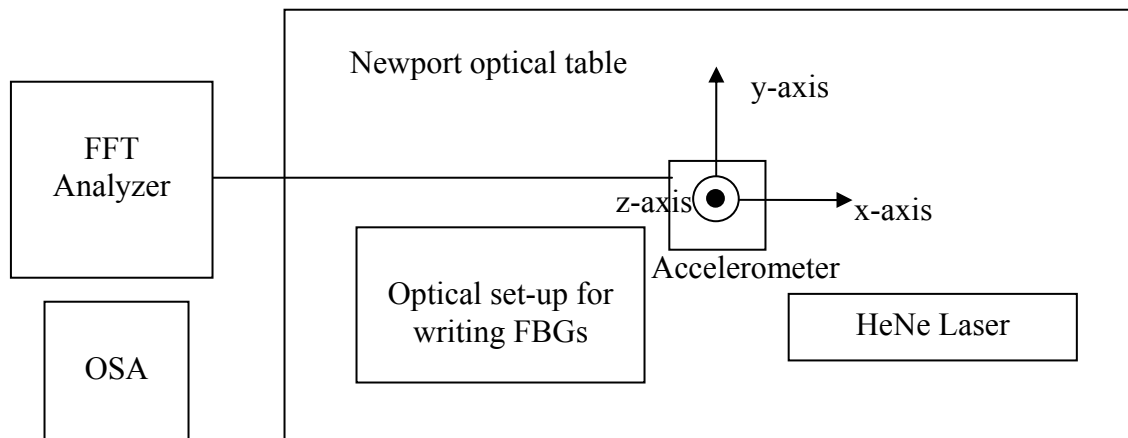 Newport optical table
y-axis
FFT
Analyzer
z-axis
x-axis
Accelerometer
Optical set-up for
writing FBGs
HeNe Laser
OSA